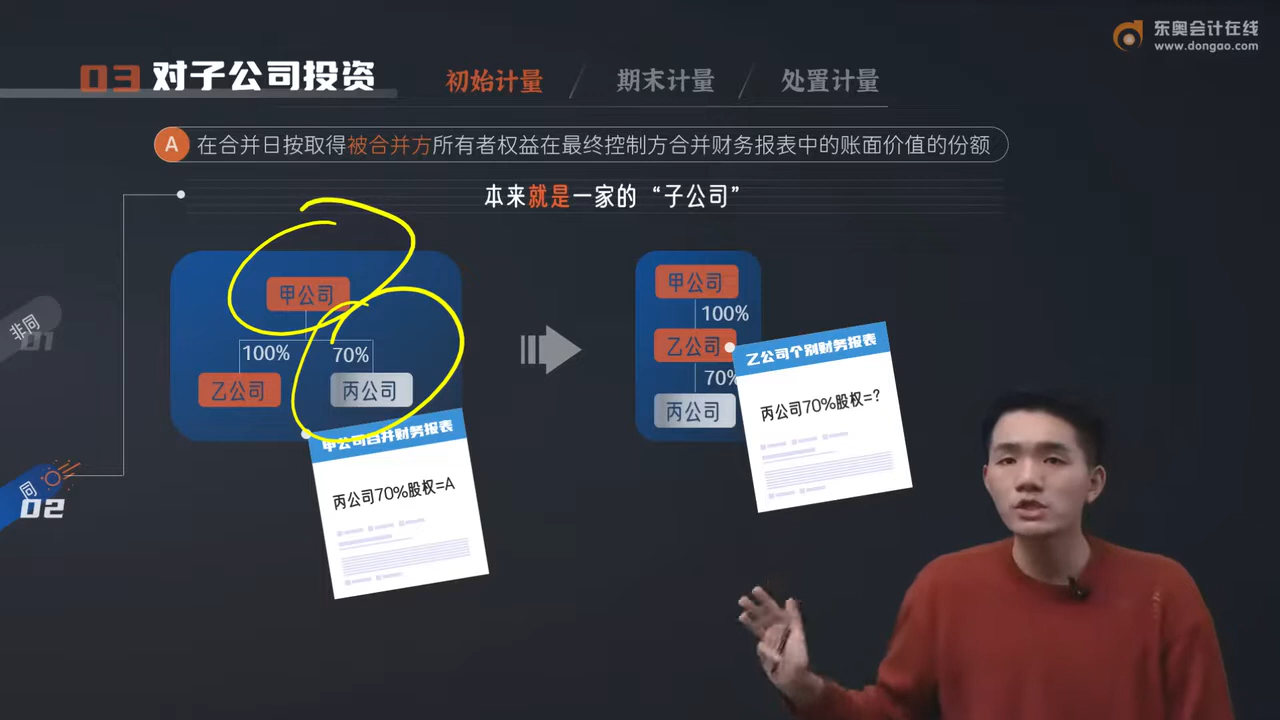 东奥会计在线
www.dongao.com
03 对子公司投资
初始计量 / 期末计量 / 处置计量
A 在合并日按取得被合并方所有者权益在最终控制方合并财务报表中的账面价值的份额
本来就是一家的“子公司”
非同
01
同
02
甲公司
100% 70%
乙公司 丙公司
甲公司合并财务报表
丙公司70%股权=A
甲公司
100%
乙公司
70%
丙公司
乙公司个别财务报表
丙公司70%股权=?